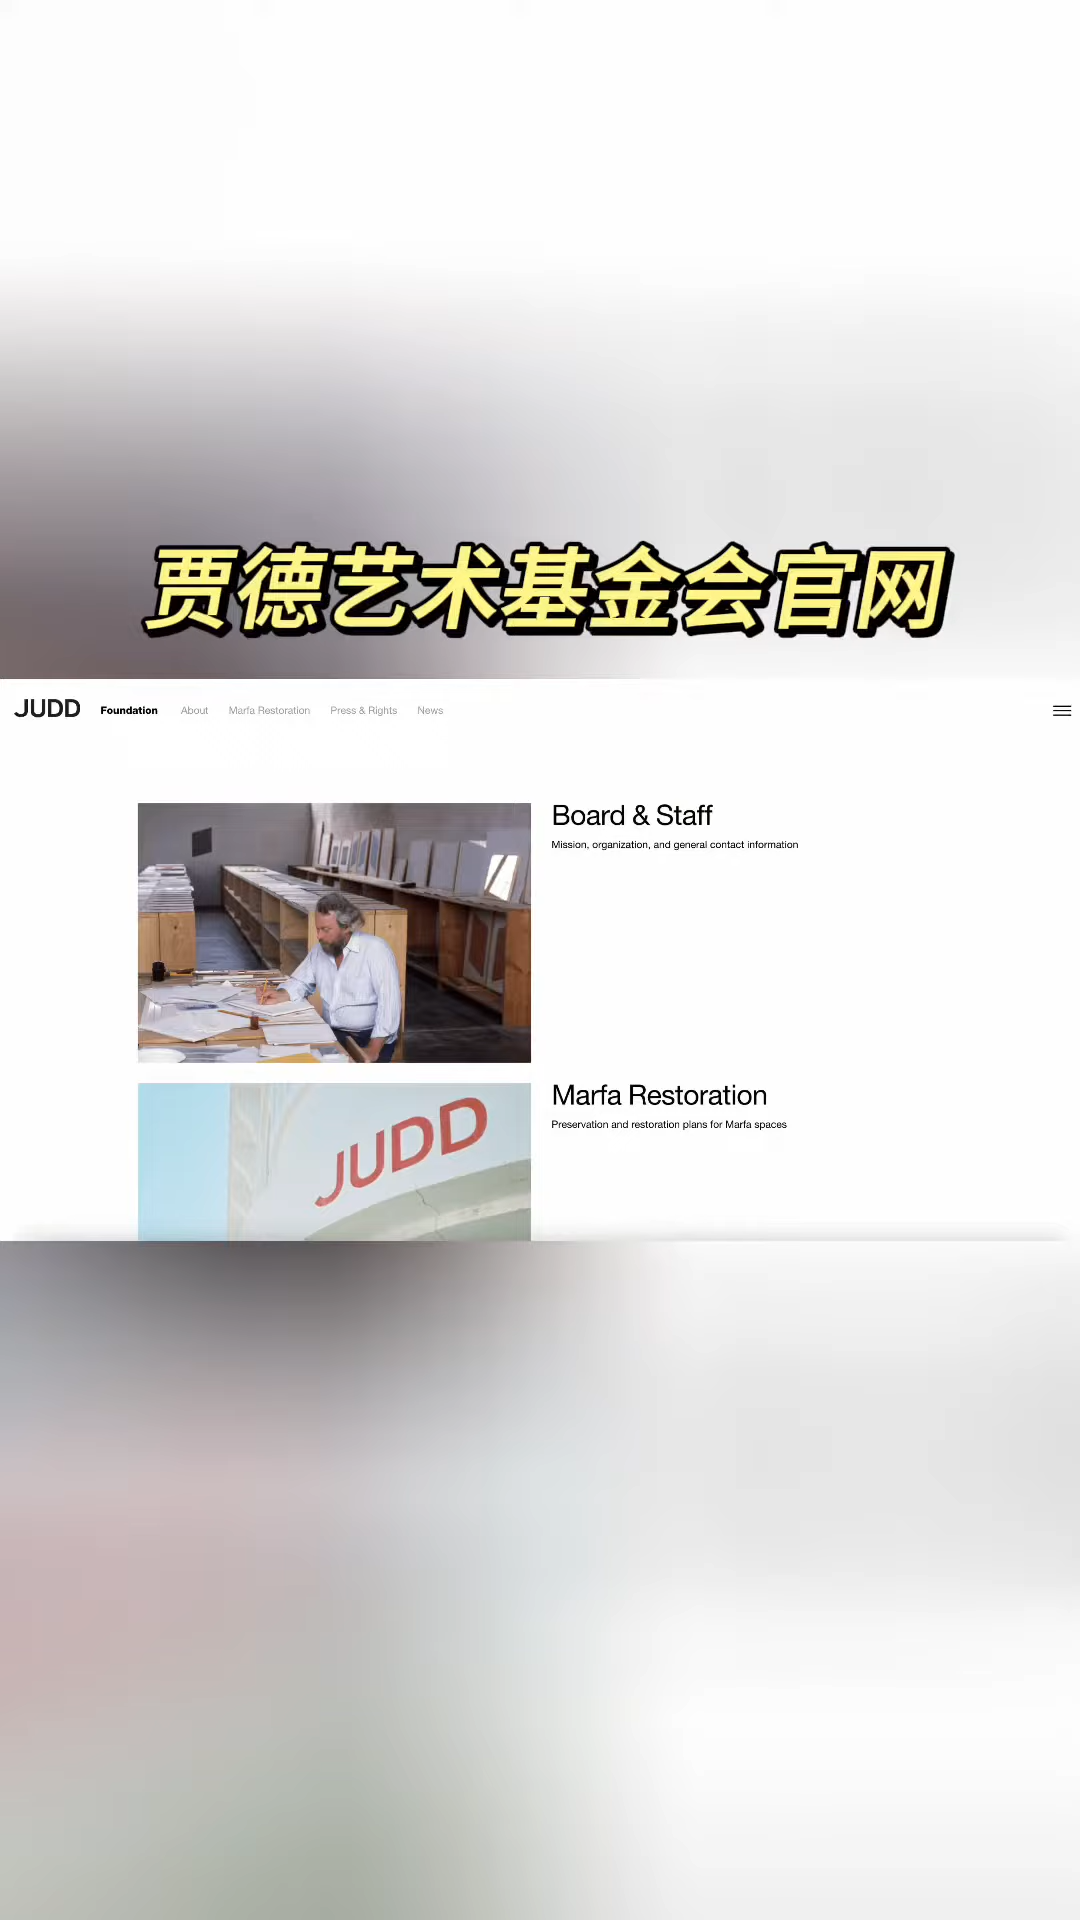 贾德艺术基金会官网
JUDD Foundation About Marfa Restoration Press & Rights News
Board & Staff
Mission, organization, and general contact information
JUDD
Marfa Restoration
Preservation and restoration plans for Marfa spaces